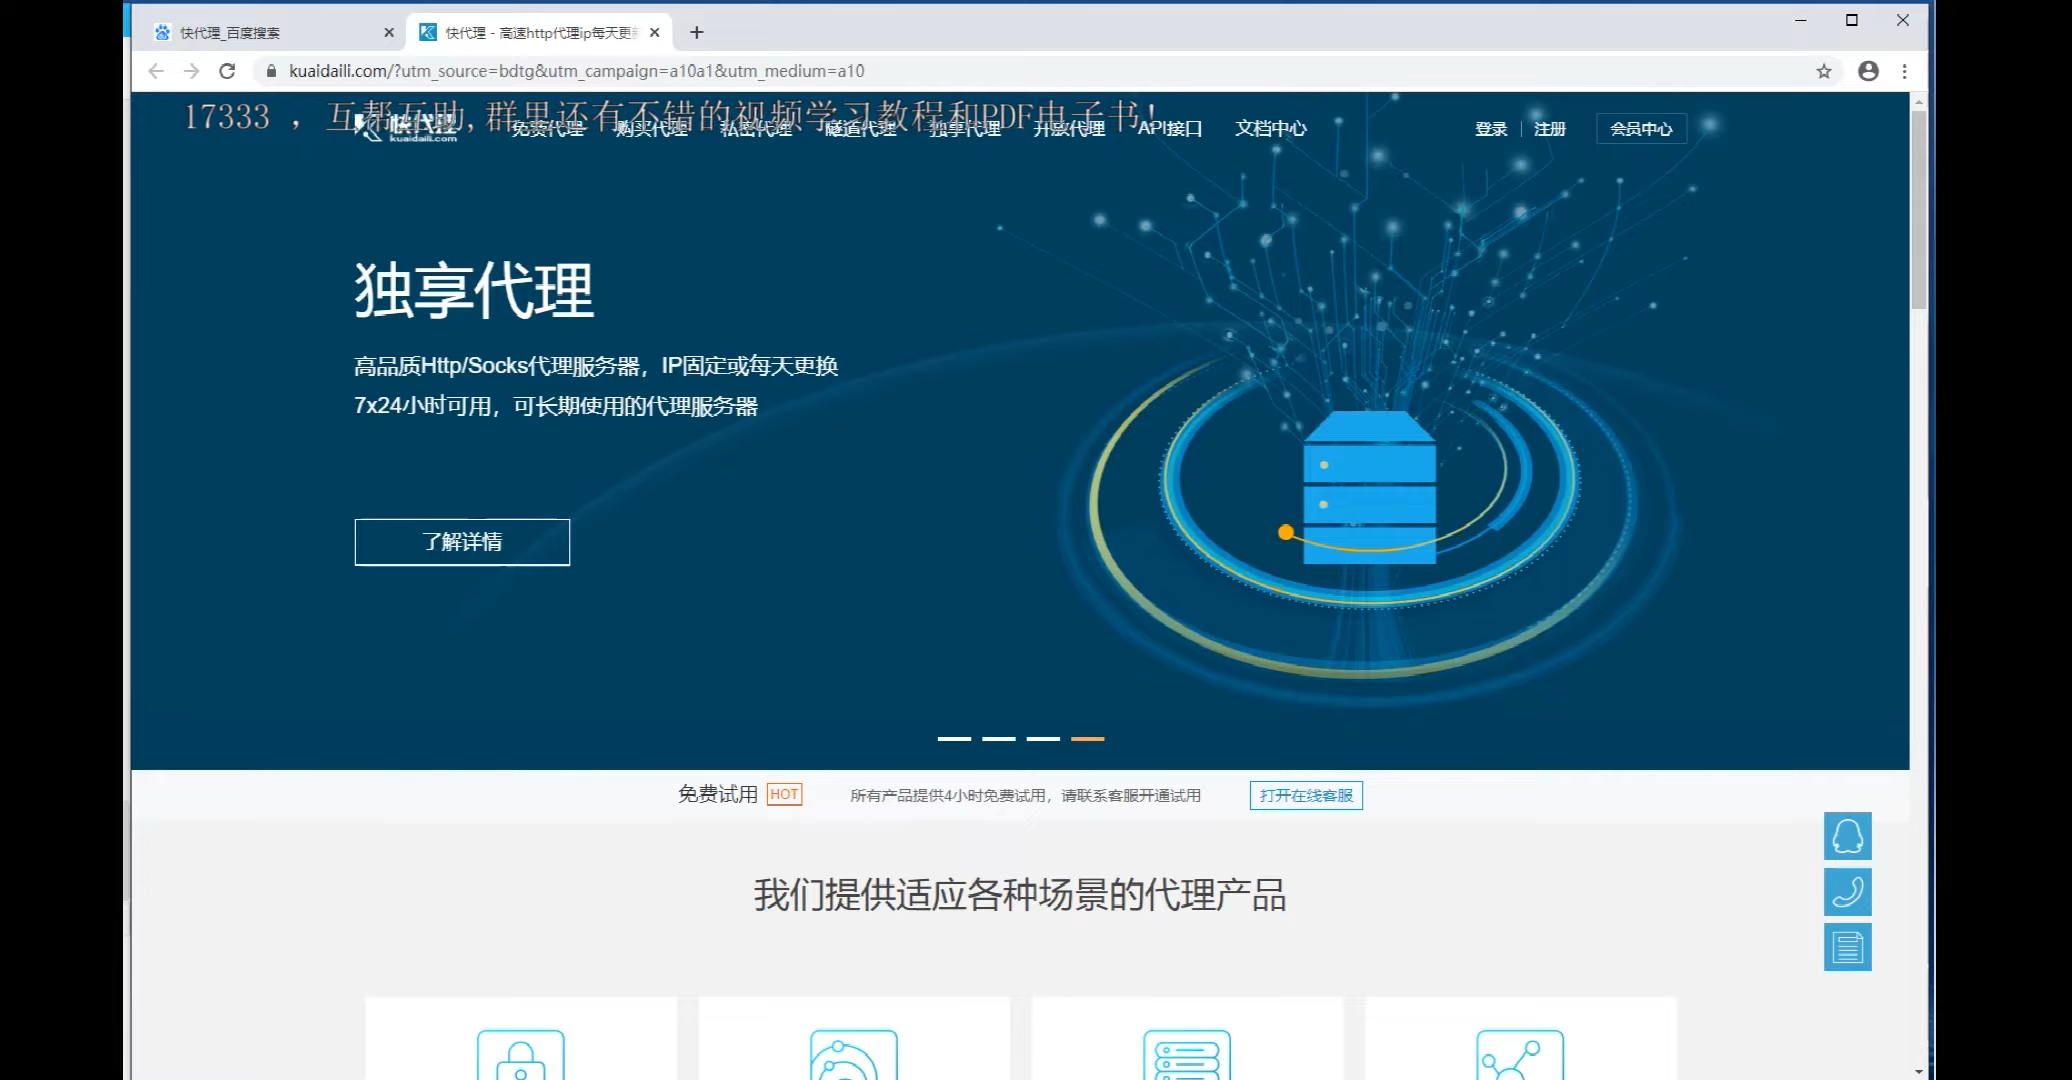 快代理_百度搜索
快代理 - 高速http代理ip每天更
kuaidaili.com/?utm_source=bdtg&utm_campaign=a10a1&utm_medium=a10
17333 ，互帮互助,群里还有不错的视频学习教程和PDF电子书!
快代理
kuaidaili.com
免费代理 购买代理 私密代理 隧道代理 独享代理 开放代理 API接口 文档中心 登录 注册 会员中心
独享代理
高品质Http/Socks代理服务器，IP固定或每天更换
7x24小时可用，可长期使用的代理服务器
了解详情
免费试用 HOT 所有产品提供4小时免费试用，请联系客服开通试用 打开在线客服
我们提供适应各种场景的代理产品